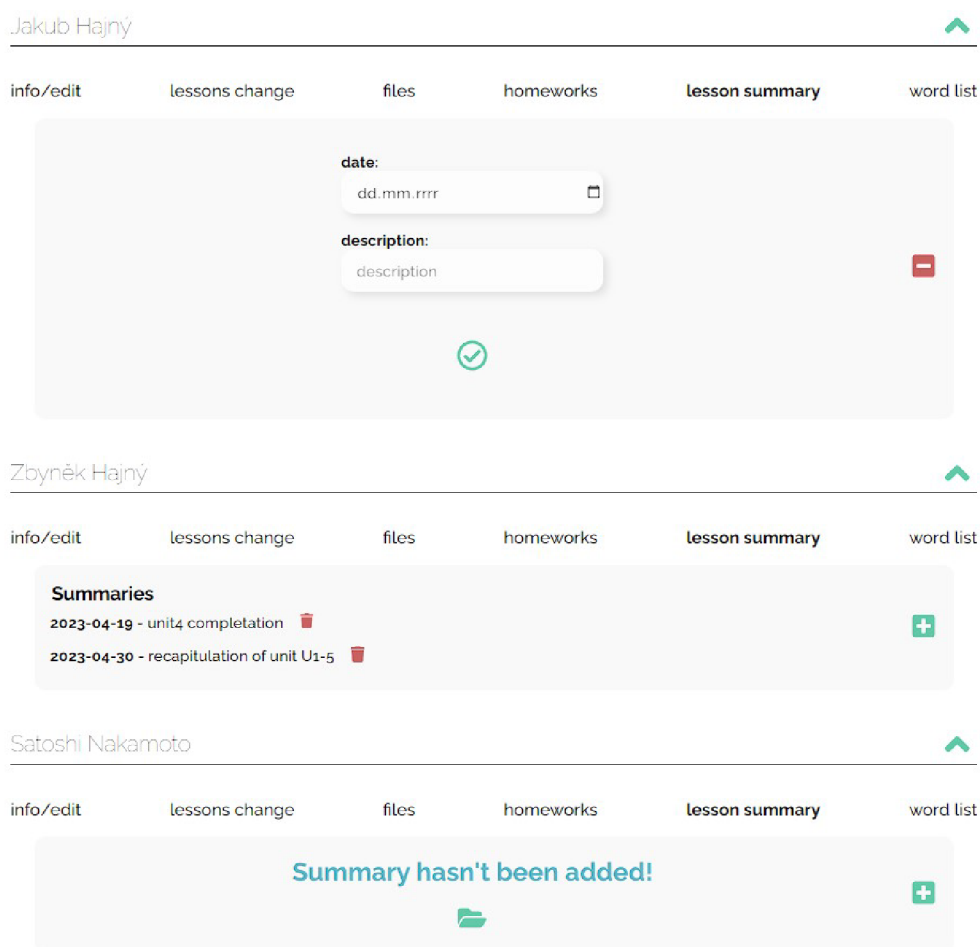 Jakub Hajný
info/edit lessons change files homeworks lesson summary word list
date:
dd.mm.rrrr
description:
description
Zbyněk Hajný
info/edit lessons change files homeworks lesson summary word list
Summaries
2023-04-19 - unit4 completation
2023-04-30 - recapitulation of unit U1-5
Satoshi Nakamoto
info/edit lessons change files homeworks lesson summary word list
Summary hasn't been added!